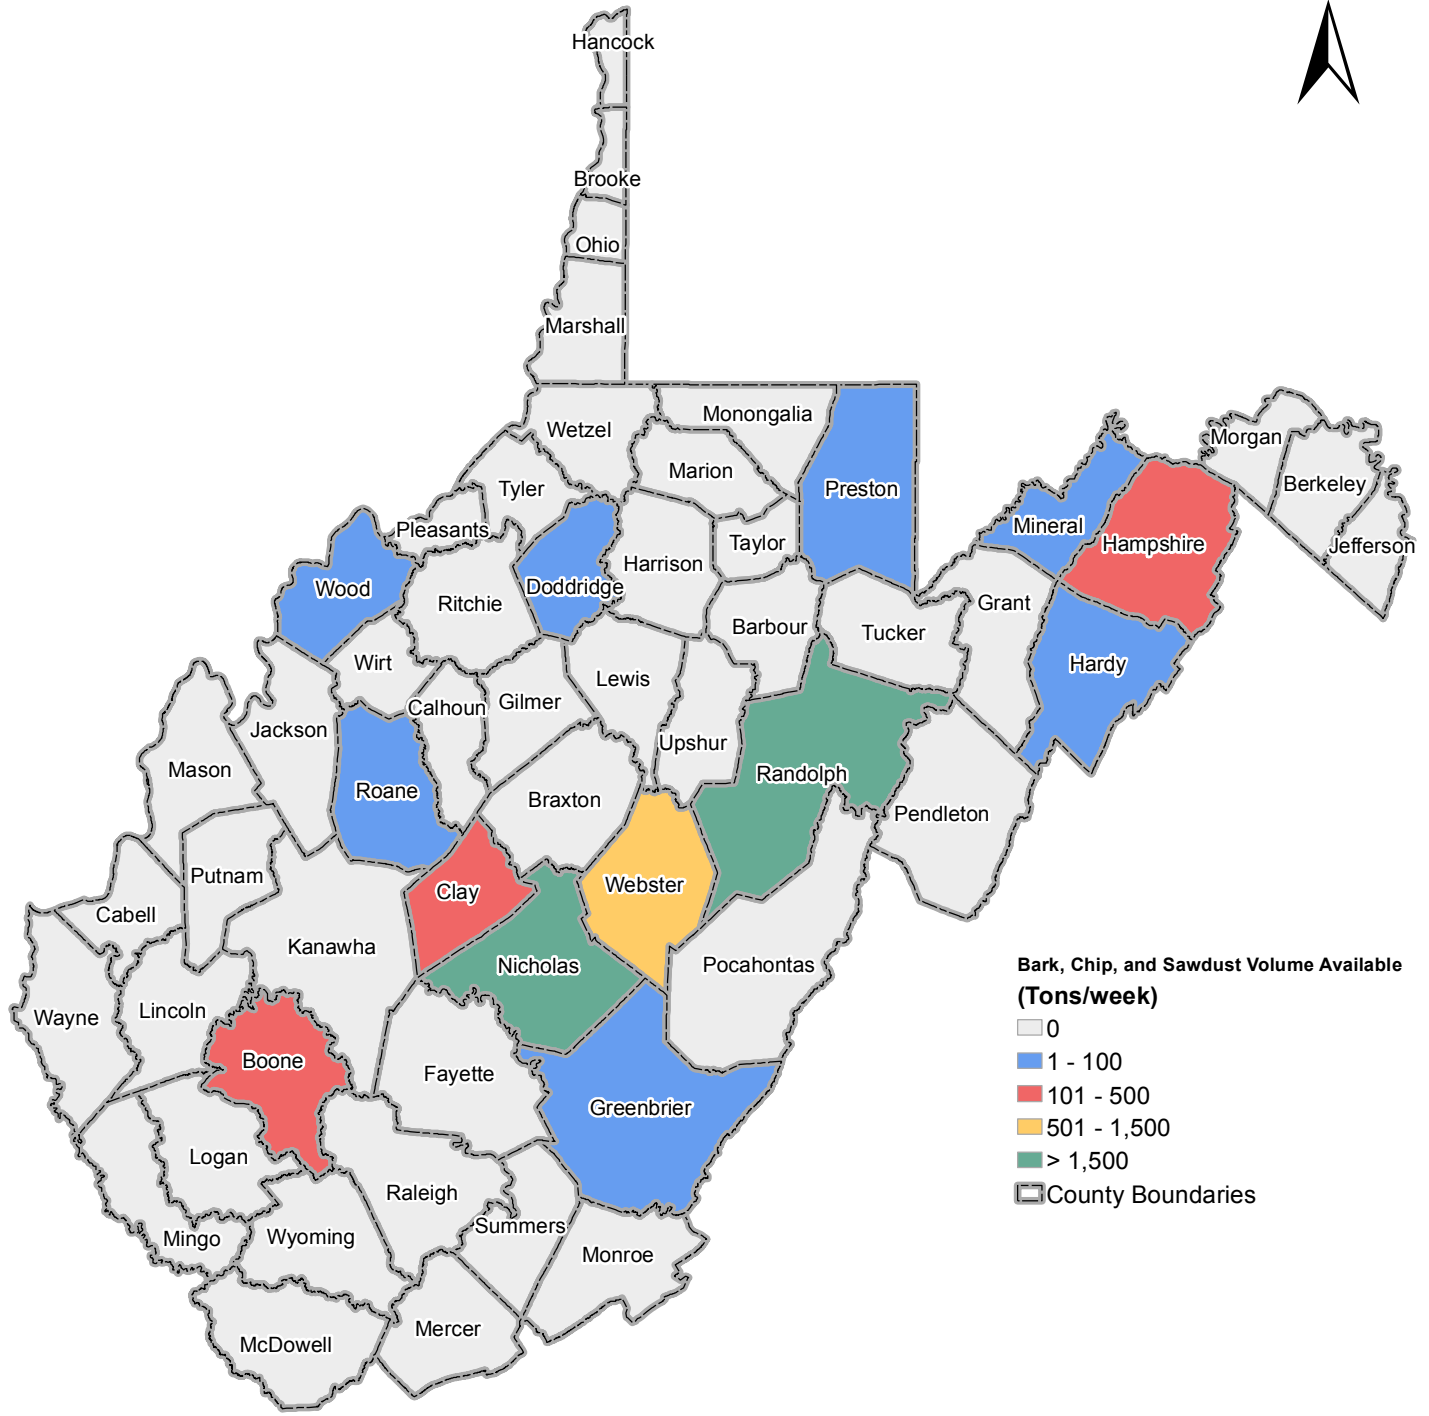 Hancock
Brooke
Ohio
Marshall
Wetzel
Monongalia
Marion
Tyler
Pleasants
Preston
Morgan
Berkeley
Jefferson
Mineral
Hampshire
Taylor
Harrison
Doddridge
Wood
Ritchie
Grant
Barbour
Tucker
Hardy
Wirt
Lewis
Gilmer
Calhoun
Jackson
Upshur
Mason
Randolph
Roane
Braxton
Pendleton
Putnam
Clay
Webster
Cabell
Kanawha
Nicholas
Pocahontas
Lincoln
Wayne
Boone
Fayette
Greenbrier
Logan
Raleigh
Summers
Mingo
Wyoming
Monroe
Mercer
McDowell
Bark, Chip, and Sawdust Volume Available
(Tons/week)
0
1 - 100
101 - 500
501 - 1,500
> 1,500
County Boundaries